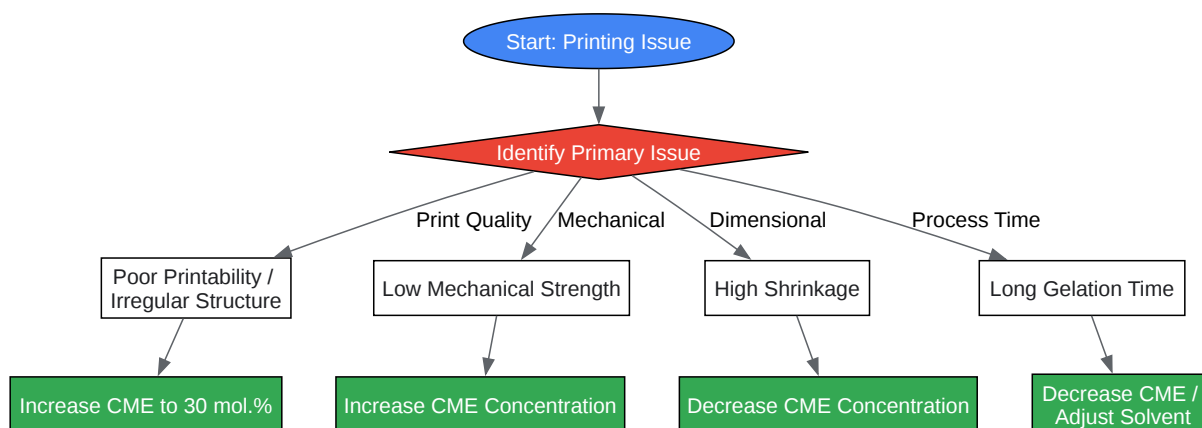 Start: Printing Issue
Identify Primary Issue
Print Quality
Mechanical
Dimensional
Process Time
Poor Printability /
Irregular Structure
Low Mechanical Strength
High Shrinkage
Long Gelation Time
Increase CME to 30 mol.%
Increase CME Concentration
Decrease CME Concentration
Decrease CME /
Adjust Solvent